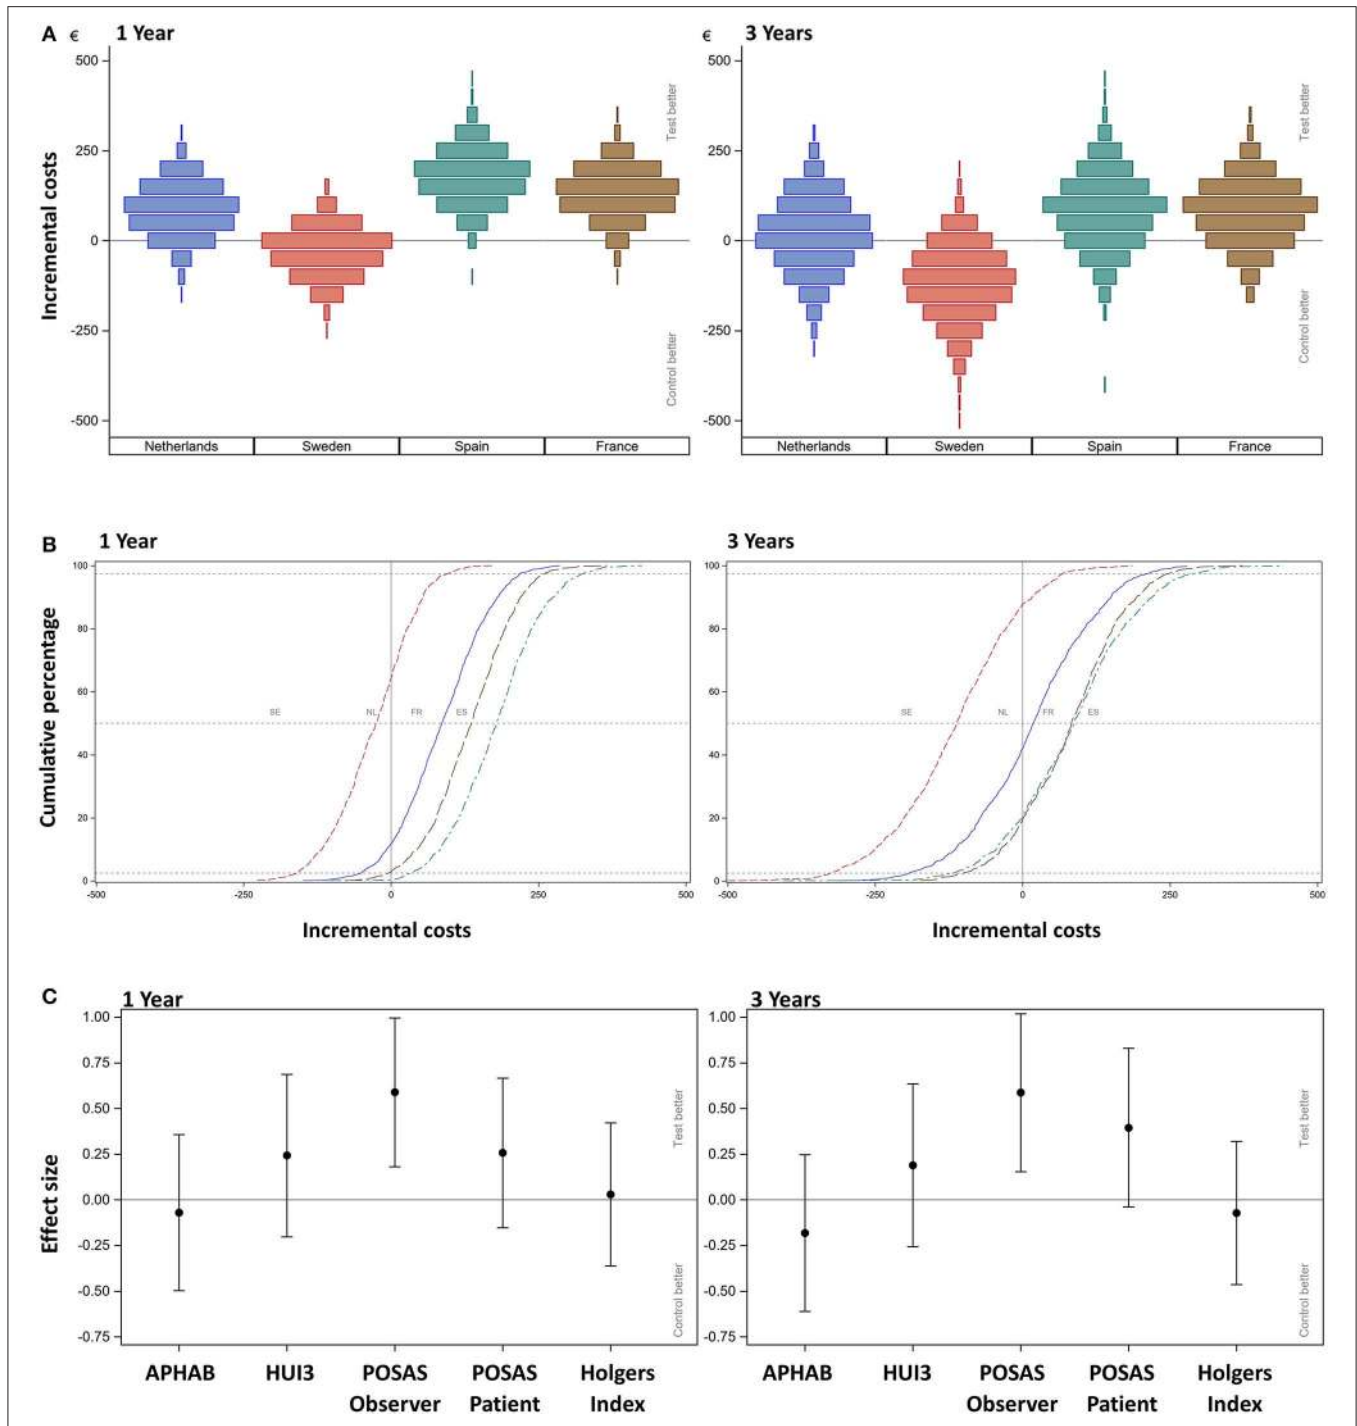 A € 1 Year
500
250
0
-250
-500
Incremental costs
Test better
Control better
Netherlands Sweden Spain France
€ 3 Years
500
250
0
-250
-500
Test better
Control better
Netherlands Sweden Spain France
B 1 Year
100
80
60
40
20
0
Cumulative percentage
SE NL FR ES
-500 -250 0 250 500
Incremental costs
3 Years
100
80
60
40
20
0
SE NL FR ES
-500 -250 0 250 500
Incremental costs
C 1 Year
1.00
0.75
0.50
0.25
0.00
-0.25
-0.50
-0.75
Effect size
Test better
Control better
APHAB HUI3 POSAS POSAS Holgers
Observer Patient Index
3 Years
1.00
0.75
0.50
0.25
0.00
-0.25
-0.50
-0.75
Test better
Control better
APHAB HUI3 POSAS POSAS Holgers
Observer Patient Index